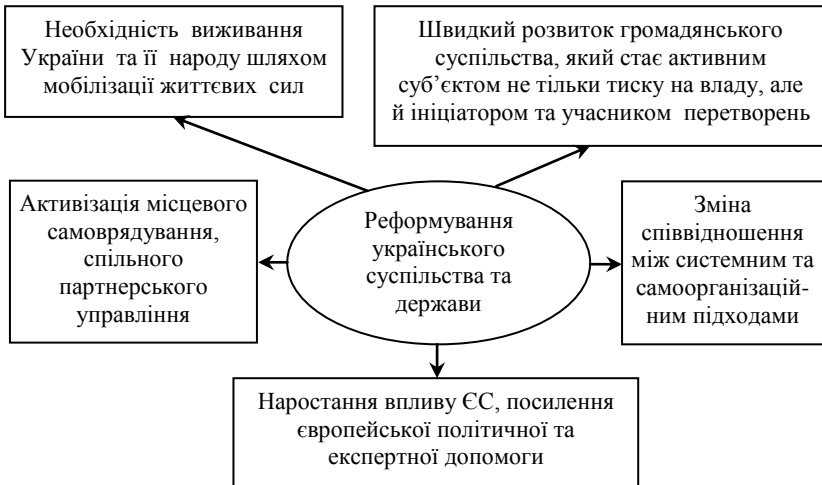 Необхідність виживання
України та її народу шляхом
мобілізації життєвих сил
Швидкий розвиток громадянського
суспільства, який стає активним
суб’єктом не тільки тиску на владу, але
й ініціатором та учасником перетворень
Активізація місцевого
самоврядування,
спільного
партнерського
управління
Реформування
українського
суспільства та
держави
Зміна
співвідношення
між системним та
самоорганізацій-
ним підходами
Наростання впливу ЄС, посилення
європейської політичної та
експертної допомоги